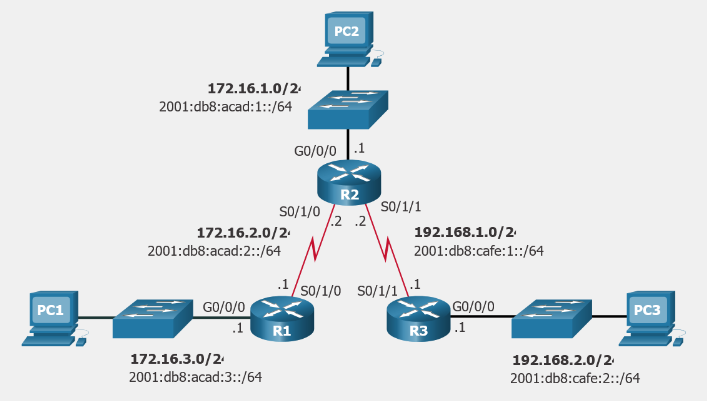 PC2
172.16.1.0/24
2001:db8:acad:1::/64
G0/0/0
.1
R2
S0/1/0
.2
.2
S0/1/1
172.16.2.0/24
2001:db8:acad:2::/64
192.168.1.0/24
2001:db8:cafe:1::/64
.1
S0/1/0
S0/1/1
.1
PC1
G0/0/0
.1
R1
R3
G0/0/0
.1
PC3
172.16.3.0/24
2001:db8:acad:3::/64
192.168.2.0/24
2001:db8:cafe:2::/64